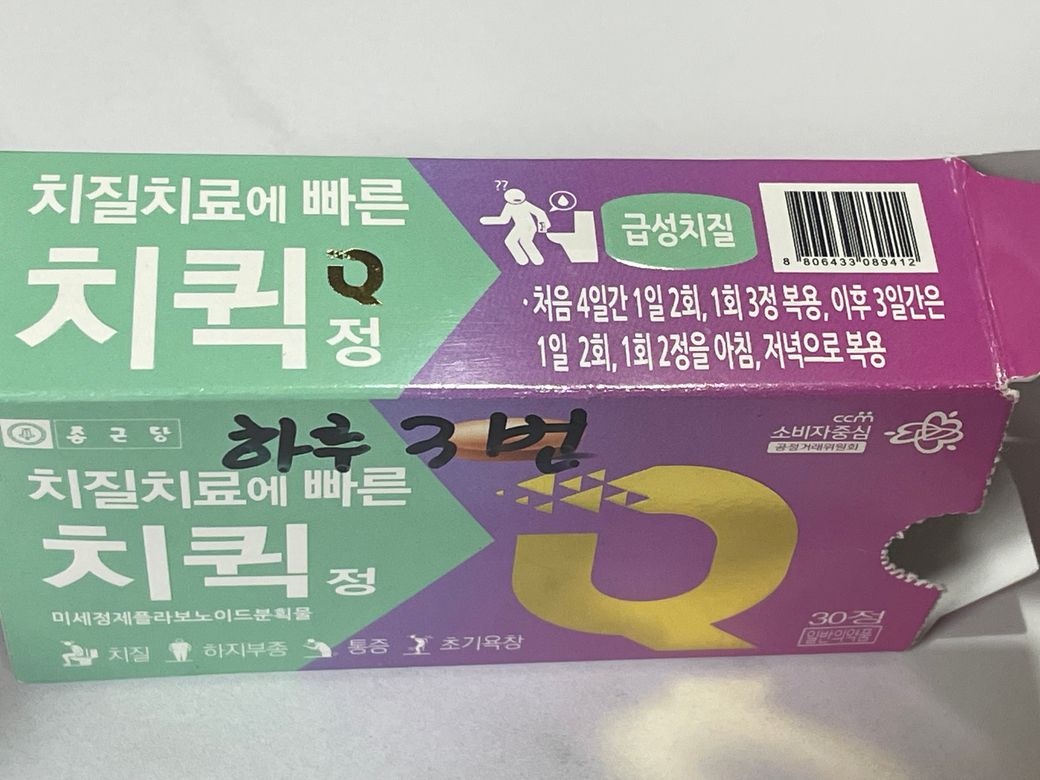 치질치료에 빠른
치퀵 Q
정
??
급성치질
8 806433 089412
· 처음 4일간 1일 2회, 1회 3정 복용, 이후 3일간은
1일 2회, 1회 2정을 아침, 저녁으로 복용
종근당
하루 3번
ccm
소비자중심
공정거래위원회
치질치료에 빠른
치퀵 정
Q
미세정제플라보노이드분획물
치질 하지부종 통증 초기욕창
30정
일반의약품